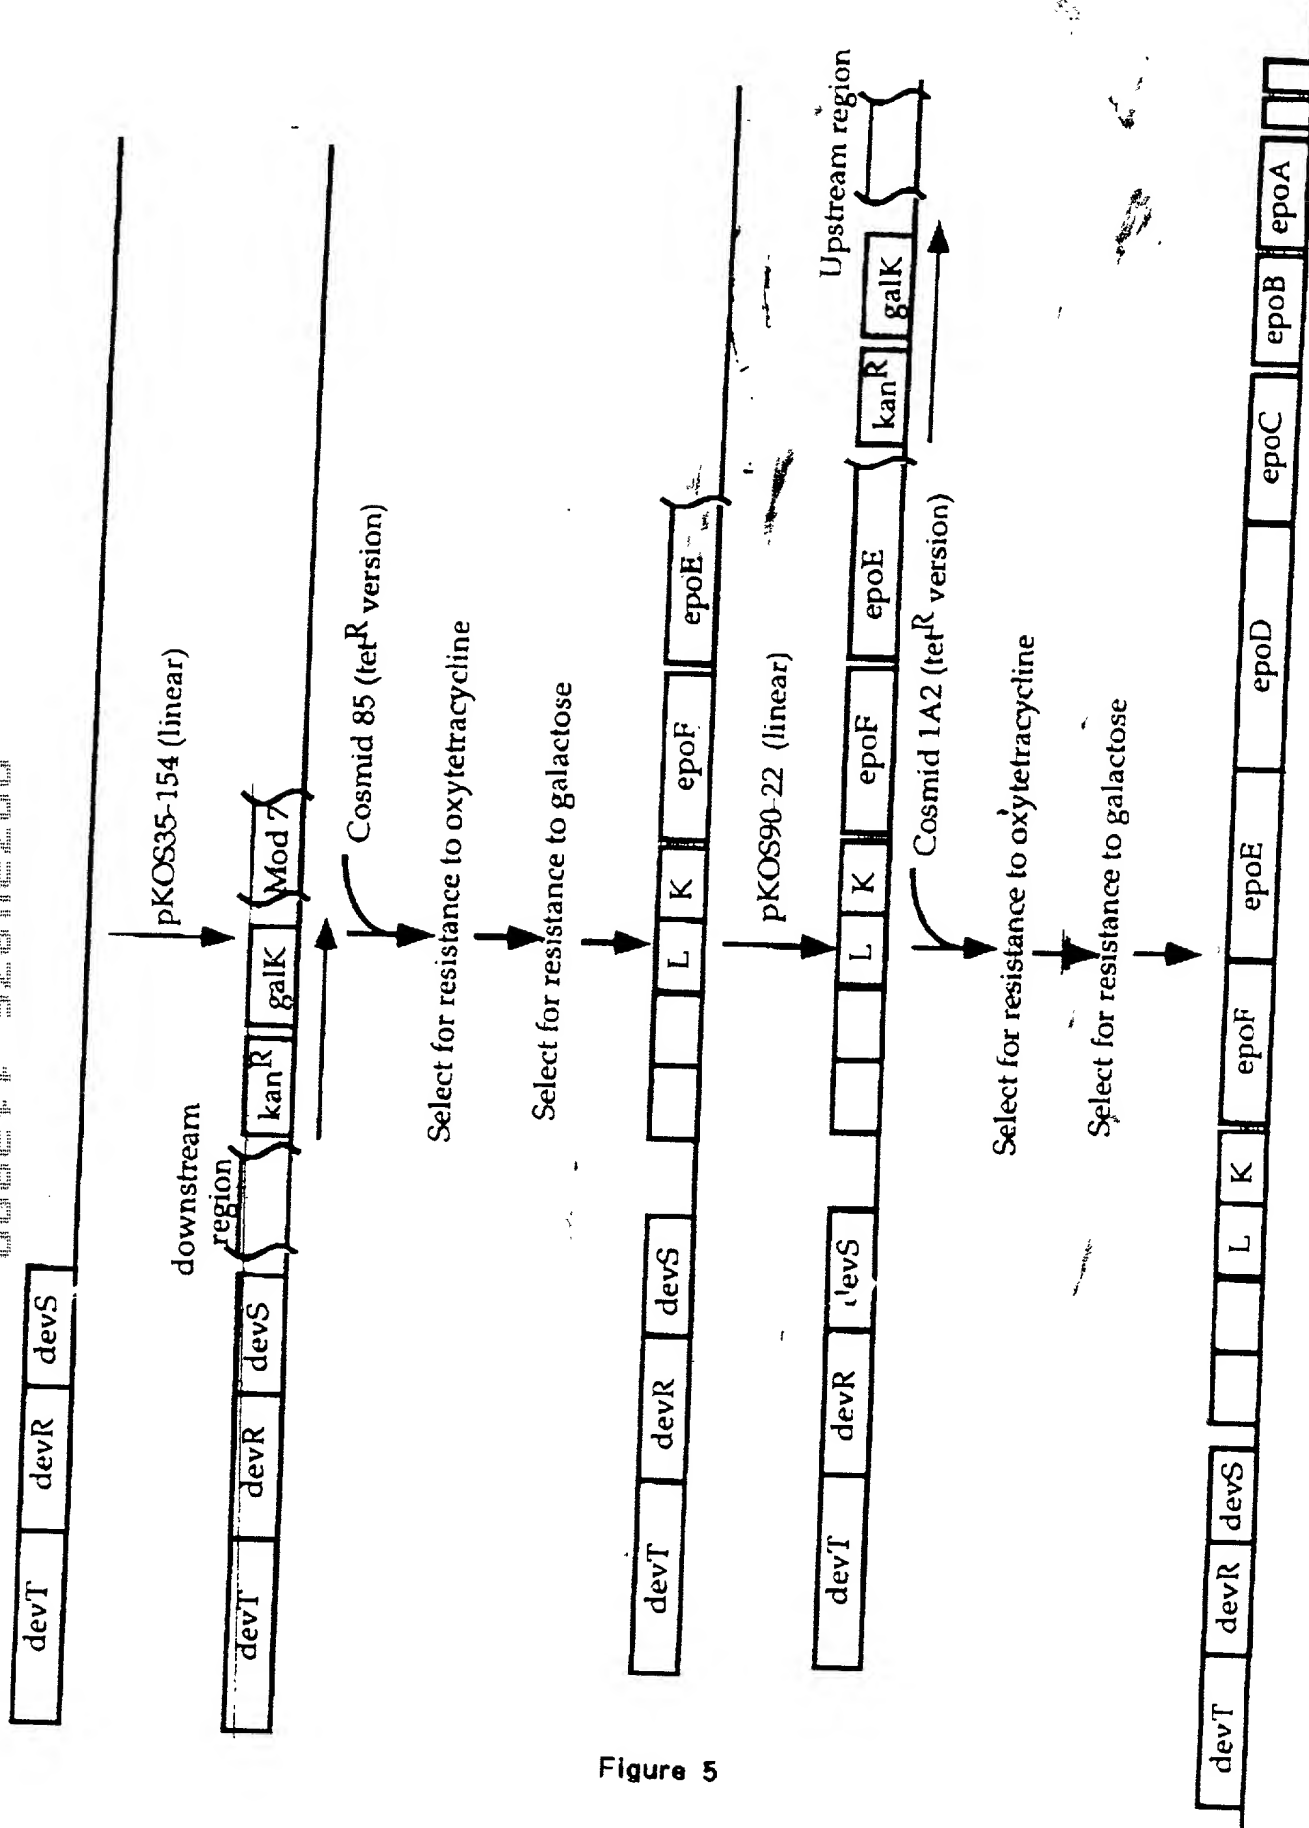 devT devR devS
pKOS35-154 (linear)
downstream
region
devT devR devS kanR galK Mod 7
Cosmid 85 (tetR version)
Select for resistance to oxytetracycline
Select for resistance to galactose
devT devR devS L K epoF epoE
pKOS90-22 (linear)
Upstream region
devT devR devS L K epoF epoE kanR galK
Cosmid 1A2 (tetR version)
Select for resistance to oxytetracycline
Select for resistance to galactose
devT devR devS L K epoF epoE epoD epoC epoB epoA
Figure 5